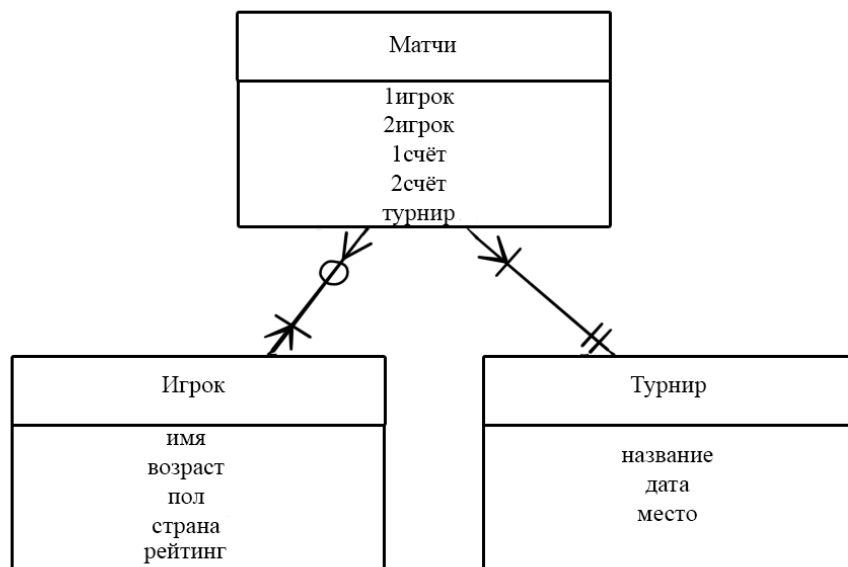 Матчи
1игрок
2игрок
1счёт
2счёт
турнир
Игрок
имя
возраст
пол
страна
рейтинг
Турнир
название
дата
место